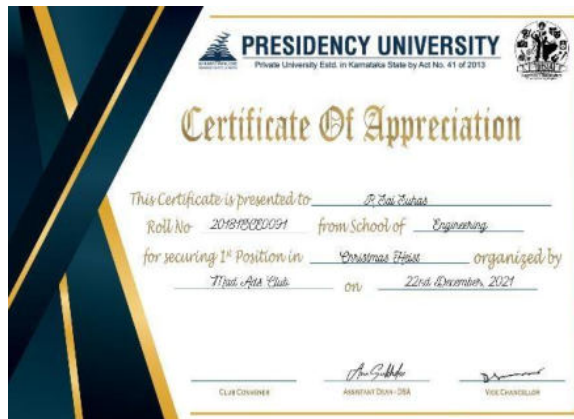 PRESIDENCY UNIVERSITY
Private University Estd. in Karnataka State by Act No. 41 of 2013
Certificate Of Appreciation
This Certificate is presented to R Sai Suhas
Roll No from School of Engineering
for securing 1st Position in Christmas Heist organized by
Mad Ads Club on 22nd December, 2021
CLUB CONVENER ASSISTANT DEAN - DSA VICE CHANCELLOR